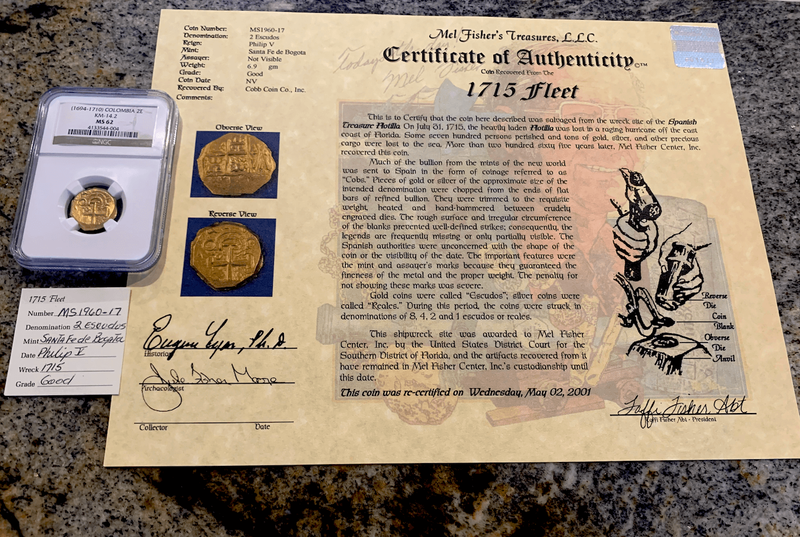 (1694-1710) COLOMBIA 2E
KM-14.2
MS 62
4133544-004
NGC
1715 Fleet
Number MS1960-17
Denomination 2 Escudos
Mint Santa Fe de Bogota
Date Philip V
Wreck 1715
Grade Good
Coin Number: MS1960-17
Denomination: 2 Escudos
Reign: Philip V
Mint: Santa Fe de Bogota
Assayer: Not Visible
Weight: 6.9 gm
Grade: Good
Coin Date NV
Recovered By: Cobb Coin Co., Inc.
Comments:
Mel Fisher's Treasures, L.L.C.
Certificate of Authenticity©™
Coin Recovered From The
1715 Fleet
Today
Mel Fisher
This is to Certify that the coin here described was salvaged from the wreck site of the Spanish
Treasure Flotilla. On July 31, 1715, the heavily laden Flotilla was lost in a raging hurricane off the east
coast of Florida. Some seven hundred persons perished and tons of gold, silver, and other precious
cargo were lost to the sea. More than two hundred sixty five years later, Mel Fisher Center, Inc.
recovered this coin.
Much of the bullion from the mints of the new world
was sent to Spain in the form of coinage referred to as
"Cobs." Pieces of gold or silver of the approximate size of the
intended denomination were chopped from the ends of flat
bars of refined bullion. They were trimmed to the requisite
weight, heated and hand-hammered between crudely
engraved dies. The rough surface and irregular circumference
of the blanks prevented well-defined strikes; consequently, the
legends are frequently missing or only partially visible. The
Spanish authorities were unconcerned with the shape of the
coin or the visibility of the date. The important features were
the mint and assayer's marks because they guaranteed the
fineness of the metal and the proper weight. The penalty for
not showing these marks was severe.
Gold coins were called "Escudos"; silver coins were
called "Reales." During this period, the coins were struck in
denominations of 8, 4, 2 and 1 escudos or reales.
This shipwreck site was awarded to Mel Fisher
Center, Inc. by the United States District Court for the
Southern District of Florida, and the artifacts recovered from it
have remained in Mel Fisher Center, Inc.'s custodianship until
this date.
This coin was re-certified on Wednesday, May 02, 2001
Obverse View
Reverse View
Reverse
Die
Coin
Blank
Obverse
Die
Anvil
Eugene Lyon, Ph.D
Historian
Archaeologist
Collector Date
Taffi Fisher Abt
Taffi Fisher Abt - President